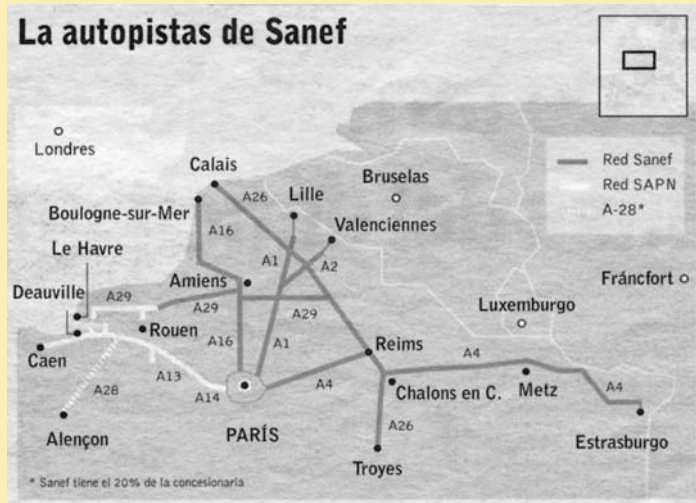 La autopistas de Sanef
Londres
Calais
Lille
Bruselas
Red Sanef
Red SAPN
A-28*
A26
Boulogne-sur-Mer
Valenciennes
A16
A1
A2
Le Havre
Amiens
Fráncfort
Deauville
A29
A29
A29
Luxemburgo
Rouen
A16
A1
Reims
Caen
A4
A28
A13
A14
A4
Chalons en C.
Metz
A4
Alençon
PARÍS
A26
Estrasburgo
Troyes
* Sanef tiene el 20% de la concesionaria